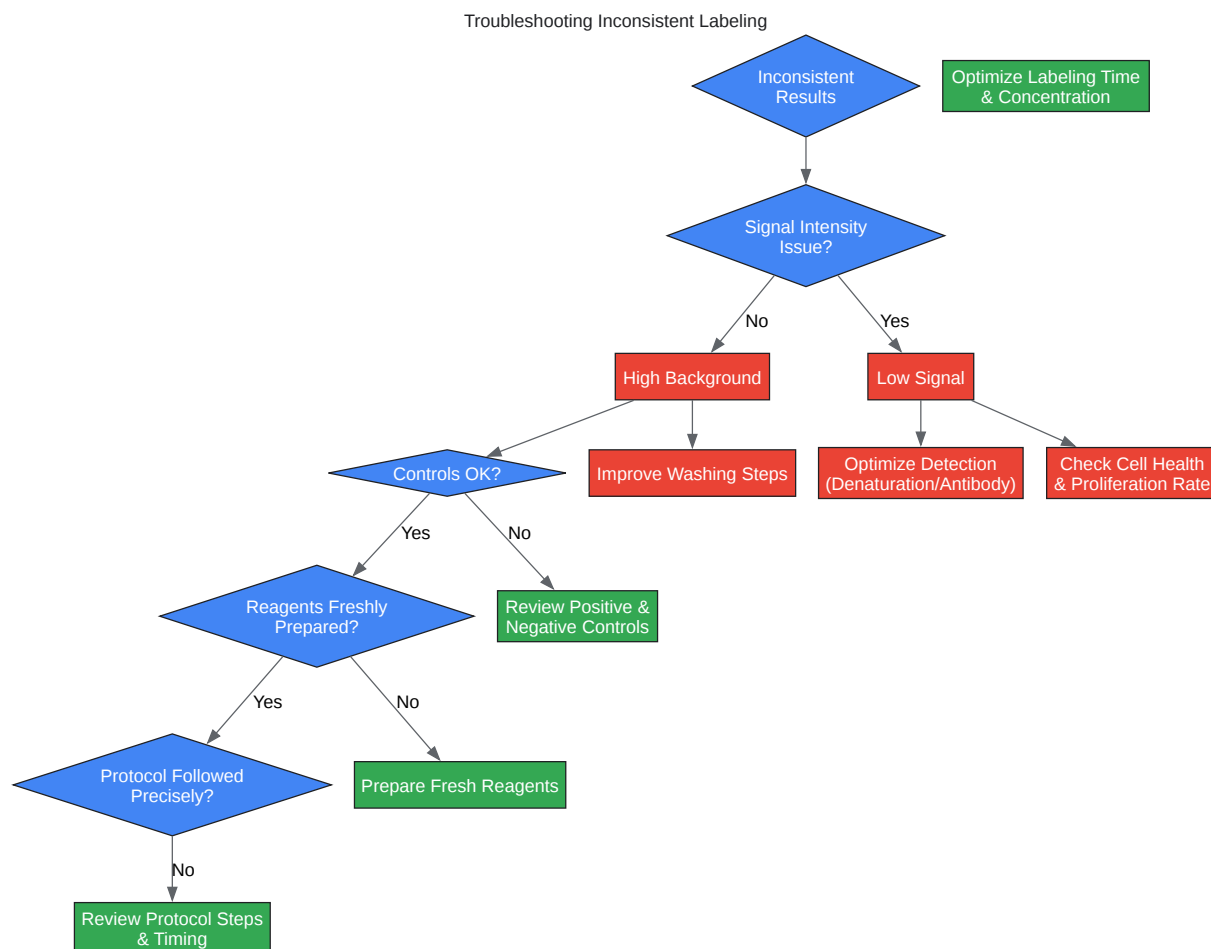 Troubleshooting Inconsistent Labeling
Inconsistent
Results
Optimize Labeling Time
& Concentration
Signal Intensity
Issue?
No
Yes
High Background
Low Signal
Controls OK?
Improve Washing Steps
Optimize Detection
(Denaturation/Antibody)
Check Cell Health
& Proliferation Rate
Yes
No
Reagents Freshly
Prepared?
Review Positive &
Negative Controls
Yes
No
Protocol Followed
Precisely?
Prepare Fresh Reagents
No
Review Protocol Steps
& Timing